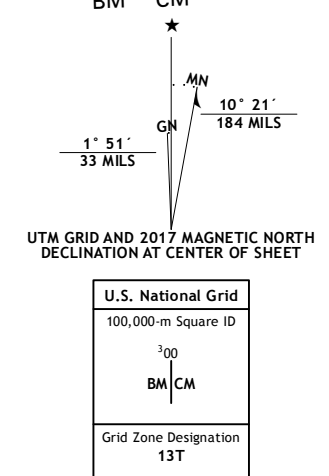 BM CM
★
MN
GN
10° 21´
184 MILS
1° 51´
33 MILS
UTM GRID AND 2017 MAGNETIC NORTH
DECLINATION AT CENTER OF SHEET
U.S. National Grid
100,000-m Square ID
³00
BM CM
Grid Zone Designation
13T